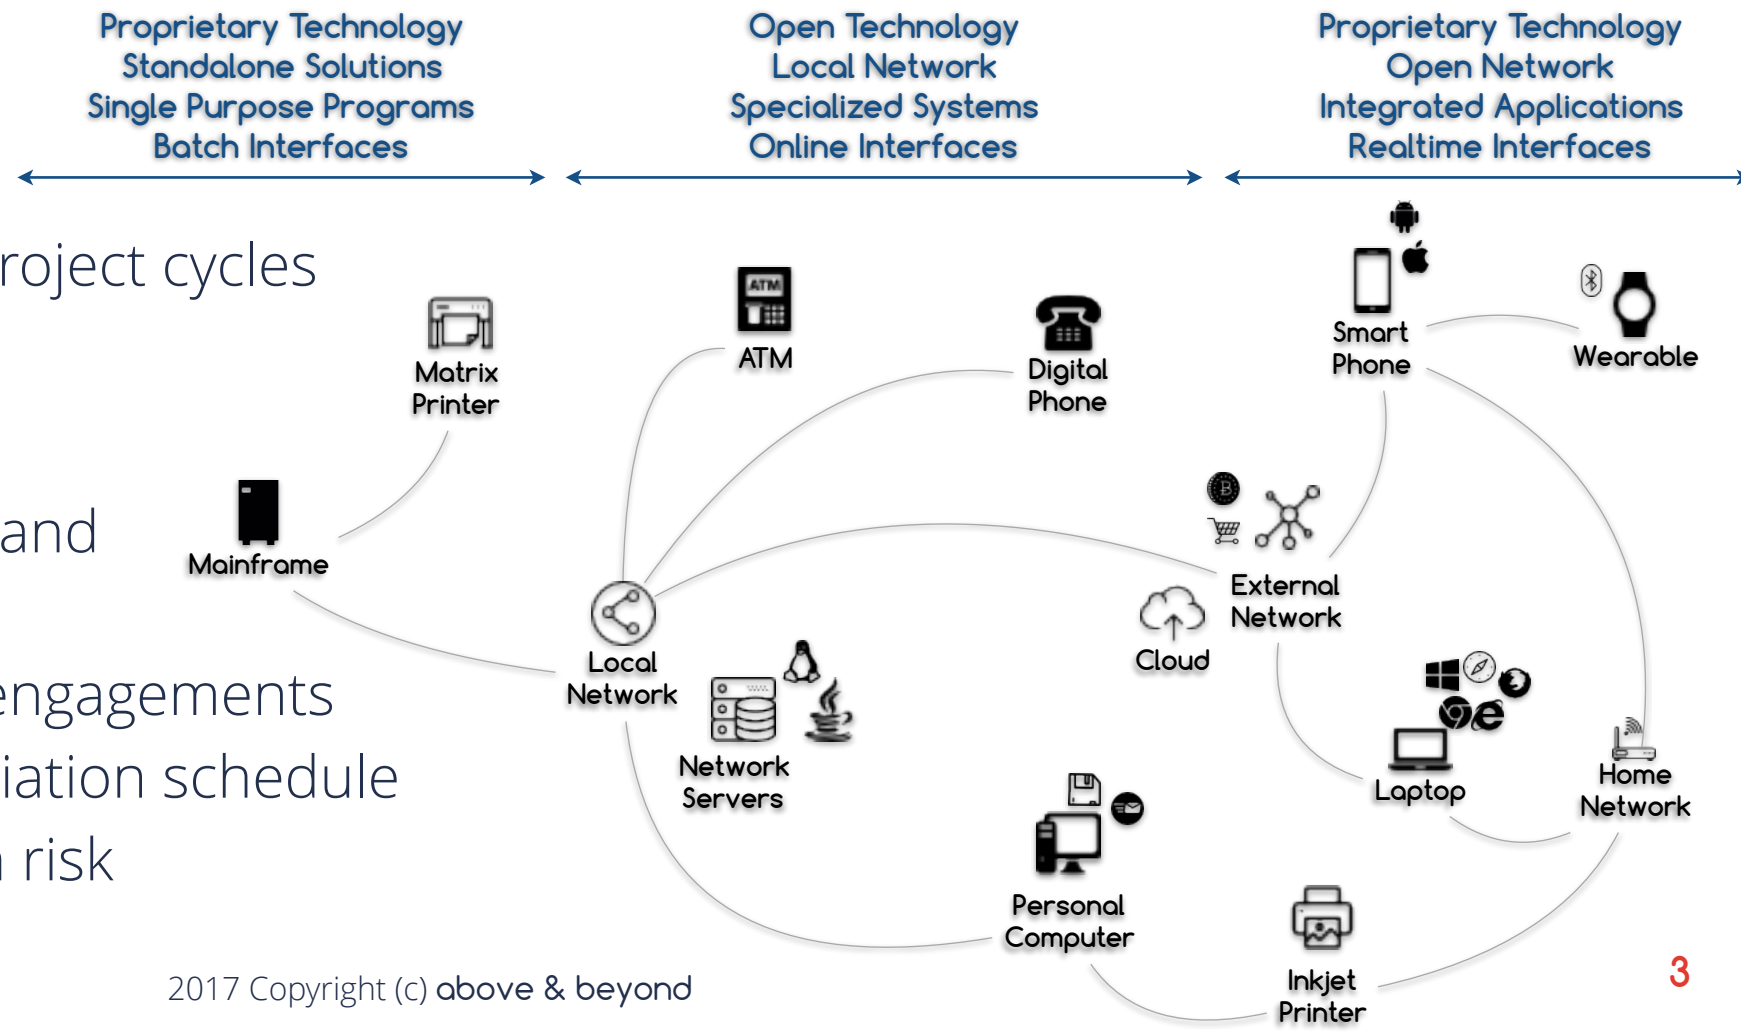 Proprietary Technology
Standalone Solutions
Single Purpose Programs
Batch Interfaces
Open Technology
Local Network
Specialized Systems
Online Interfaces
Proprietary Technology
Open Network
Integrated Applications
Realtime Interfaces
roject cycles
and
engagements
iation schedule
risk
Matrix
Printer
ATM
ATM
Digital
Phone
Smart
Phone
Wearable
Mainframe
Local
Network
External
Network
Cloud
Network
Servers
Laptop
Home
Network
Personal
Computer
Inkjet
Printer
2017 Copyright (c) above & beyond
3